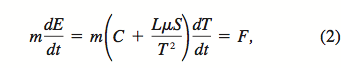 m dE/dt = m(C + LμS/T²) dT/dt = F, (2)